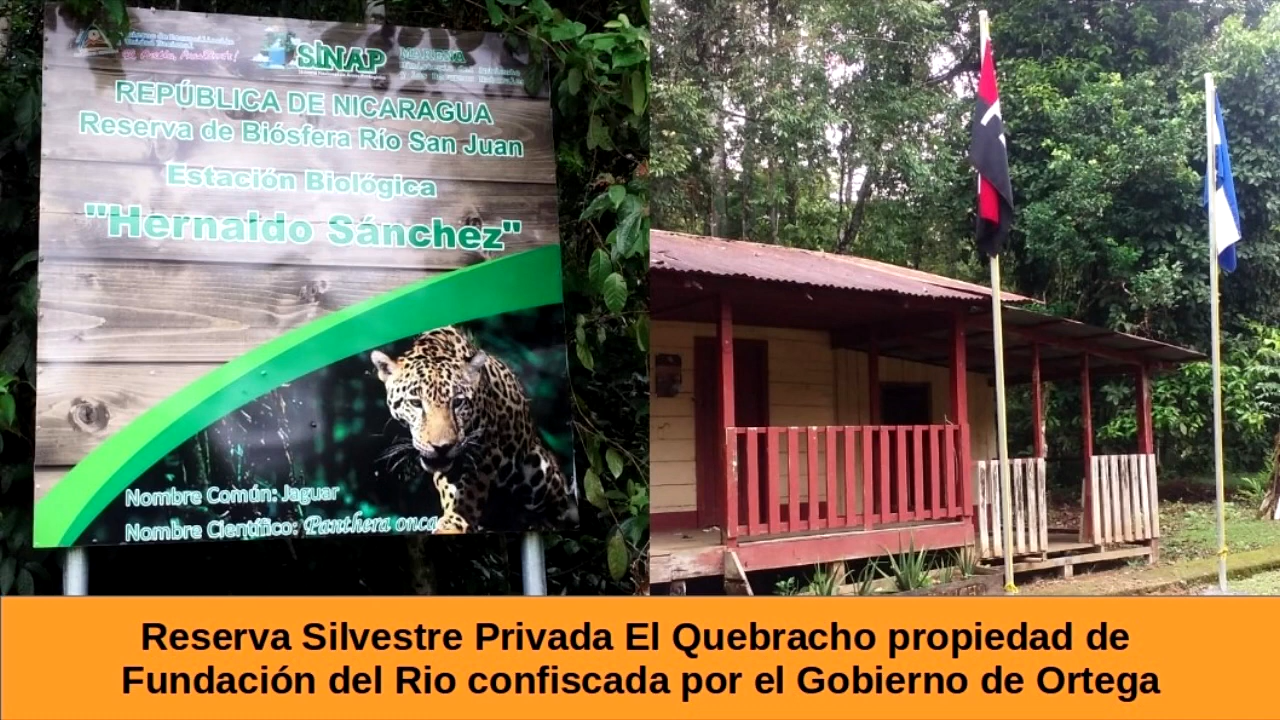 SINAP
MARENA
REPÚBLICA DE NICARAGUA
Reserva de Biósfera Río San Juan
Estación Biológica
"Hernaldo Sánchez"
Nombre Común: Jaguar
Nombre Científico: Panthera onca
Reserva Silvestre Privada El Quebracho propiedad de
Fundación del Rio confiscada por el Gobierno de Ortega